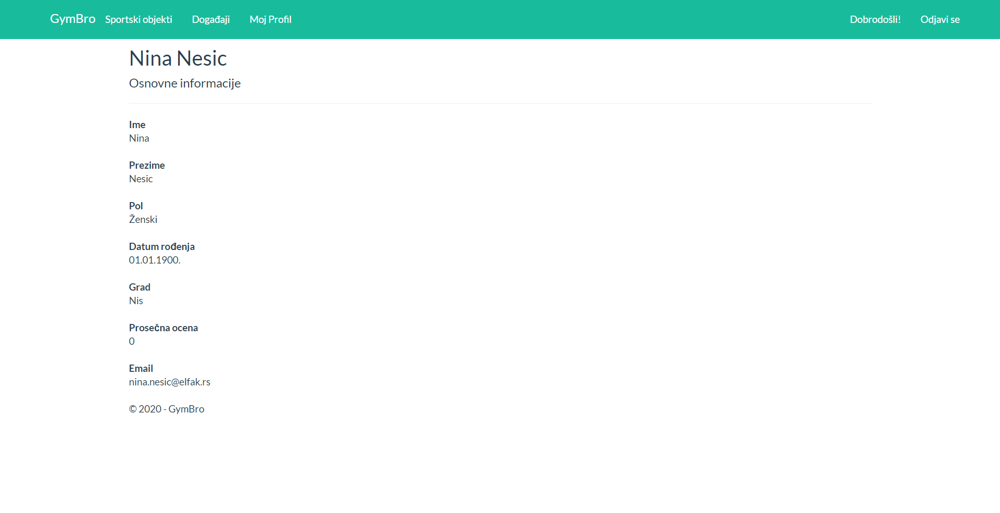 GymBro Sportski objekti Događaji Moj Profil Dobrodošli! Odjavi se
Nina Nesic
Osnovne informacije
Ime
Nina
Prezime
Nesic
Pol
Ženski
Datum rođenja
01.01.1900.
Grad
Nis
Prosečna ocena
0
Email
nina.nesic@elfak.rs
© 2020 - GymBro